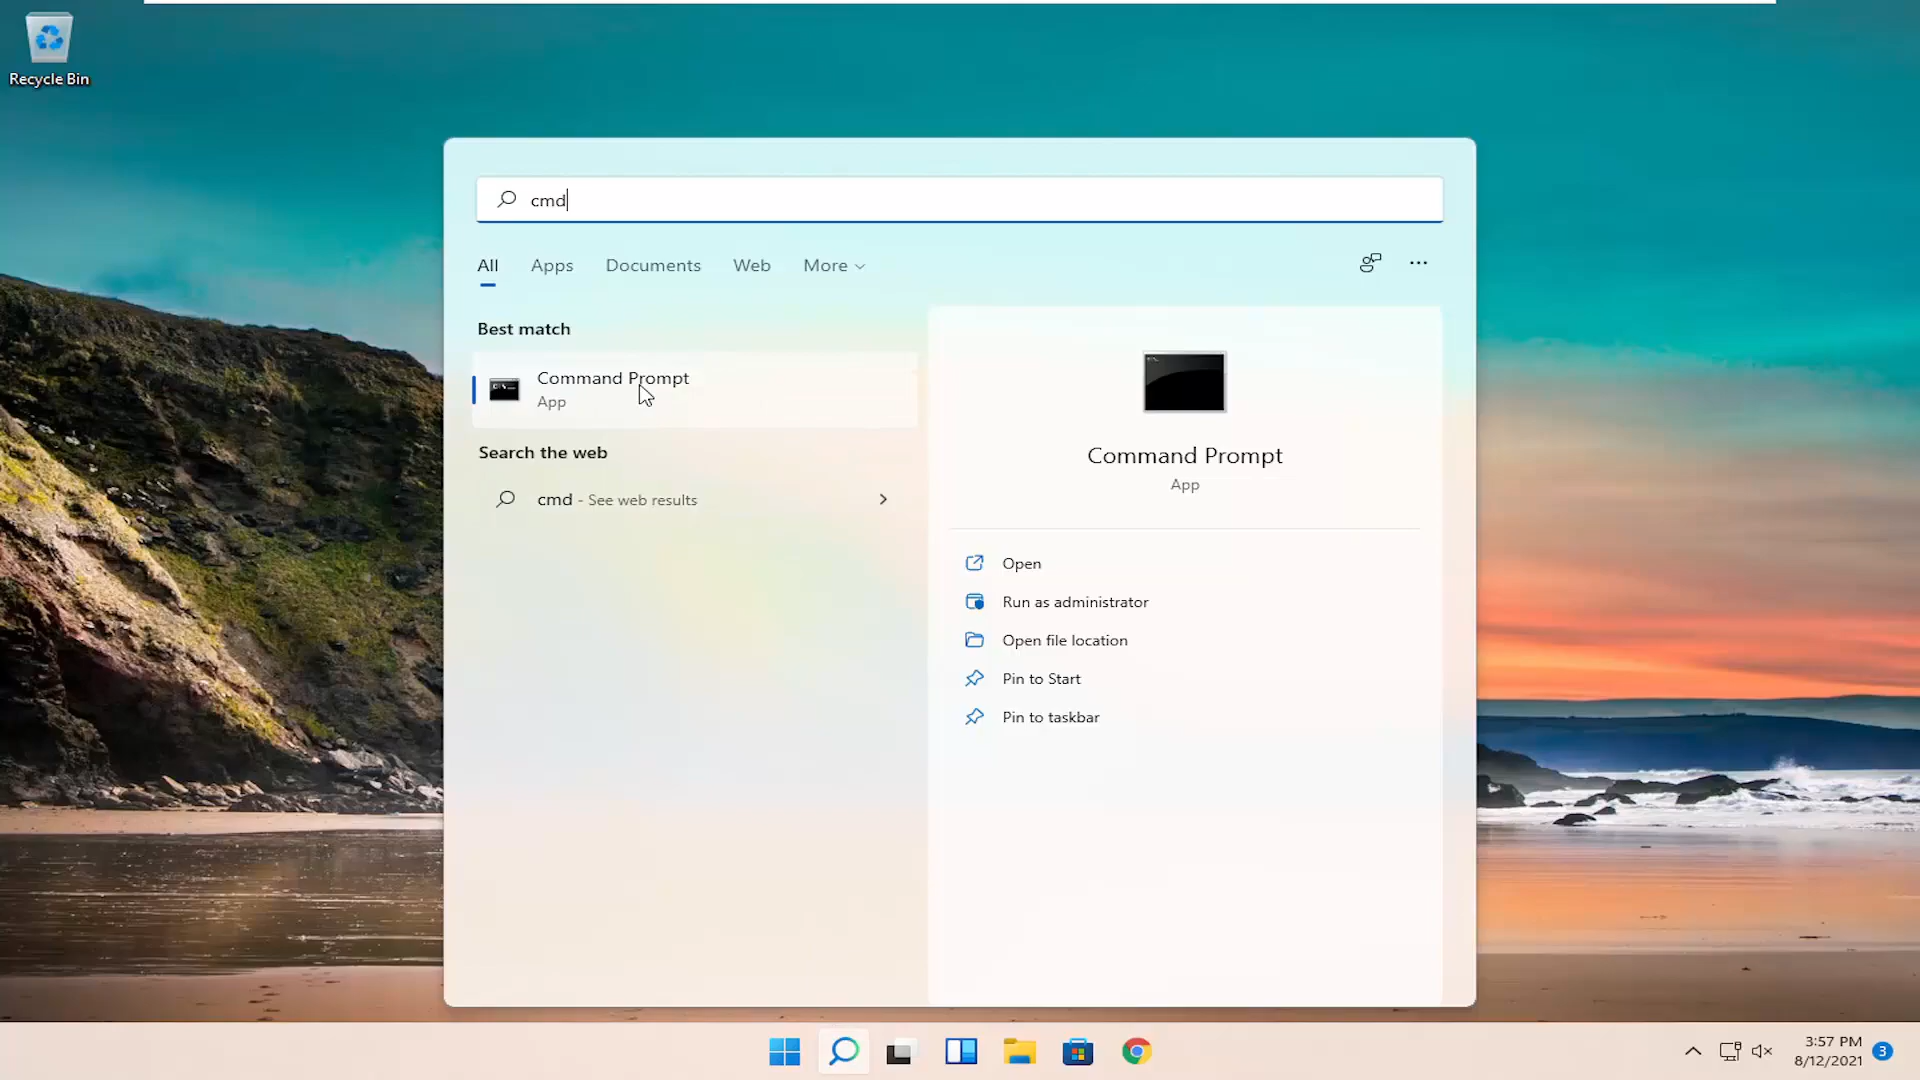 Recycle Bin
cmd
All Apps Documents Web More
Best match
Command Prompt
App
Search the web
cmd - See web results
Command Prompt
App
Open
Run as administrator
Open file location
Pin to Start
Pin to taskbar
3:57 PM
8/12/2021
3